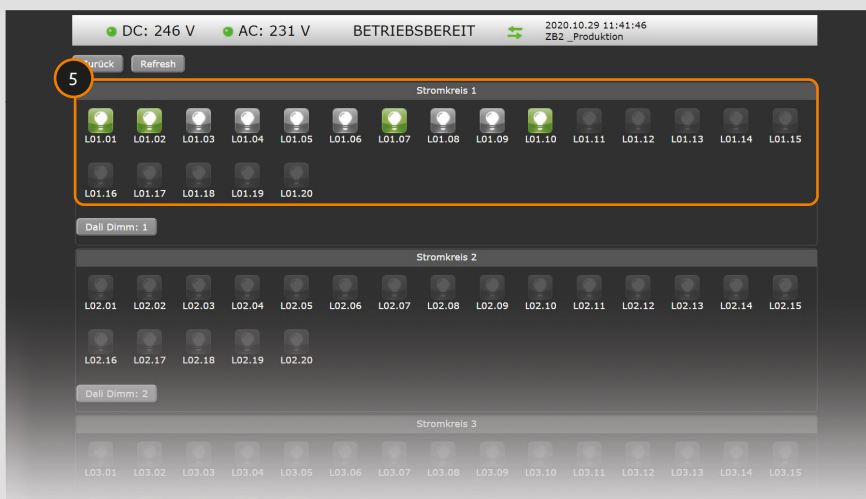 DC: 246 V AC: 231 V BETRIEBSBEREIT 2020.10.29 11:41:46
ZB2 _Produktion
Zurück Refresh
5
Stromkreis 1
L01.01 L01.02 L01.03 L01.04 L01.05 L01.06 L01.07 L01.08 L01.09 L01.10 L01.11 L01.12 L01.13 L01.14 L01.15
L01.16 L01.17 L01.18 L01.19 L01.20
Dali Dimm: 1
Stromkreis 2
L02.01 L02.02 L02.03 L02.04 L02.05 L02.06 L02.07 L02.08 L02.09 L02.10 L02.11 L02.12 L02.13 L02.14 L02.15
L02.16 L02.17 L02.18 L02.19 L02.20
Dali Dimm: 2
Stromkreis 3
L03.01 L03.02 L03.03 L03.04 L03.05 L03.06 L03.07 L03.08 L03.09 L03.10 L03.11 L03.12 L03.13 L03.14 L03.15